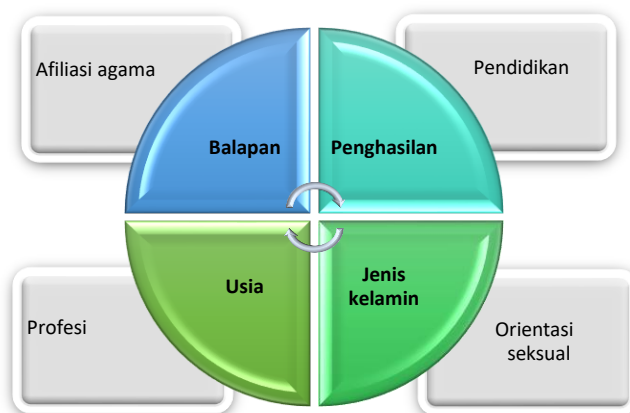 Afiliasi agama
Pendidikan
Balapan
Penghasilan
Usia
Jenis
kelamin
Profesi
Orientasi
seksual